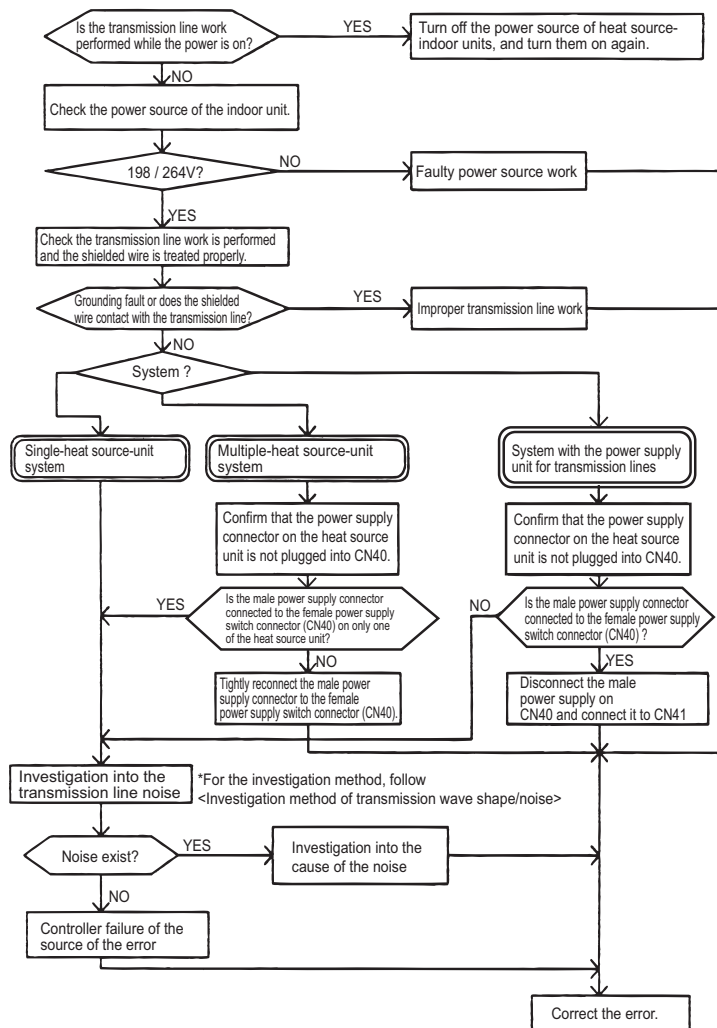 Is the transmission line work
performed while the power is on?
YES
Turn off the power source of heat source-
indoor units, and turn them on again.
NO
Check the power source of the indoor unit.
198 / 264V?
NO
Faulty power source work
YES
Check the transmission line work is performed
and the shielded wire is treated properly.
Grounding fault or does the shielded
wire contact with the transmission line?
YES
Improper transmission line work
NO
System ?
Single-heat source-unit
system
Multiple-heat source-unit
system
System with the power supply
unit for transmission lines
Confirm that the power supply
connector on the heat source
unit is not plugged into CN40.
Confirm that the power supply
connector on the heat source
unit is not plugged into CN40.
YES
Is the male power supply connector
connected to the female power supply
switch connector (CN40) on only one
of the heat source unit?
NO
Is the male power supply connector
connected to the female power supply
switch connector (CN40) ?
NO
YES
Tightly reconnect the male power
supply connector to the female
power supply switch connector (CN40).
Disconnect the male
power supply on
CN40 and connect it to CN41
Investigation into the
transmission line noise
*For the investigation method, follow
<Investigation method of transmission wave shape/noise>
Noise exist?
YES
Investigation into the
cause of the noise
NO
Controller failure of the
source of the error
Correct the error.